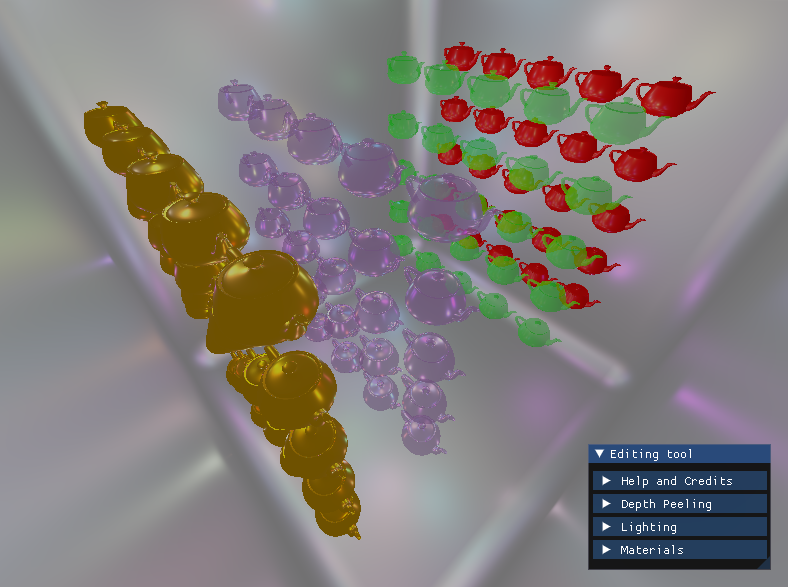 Editing tool
Help and Credits
Depth Peeling
Lighting
Materials